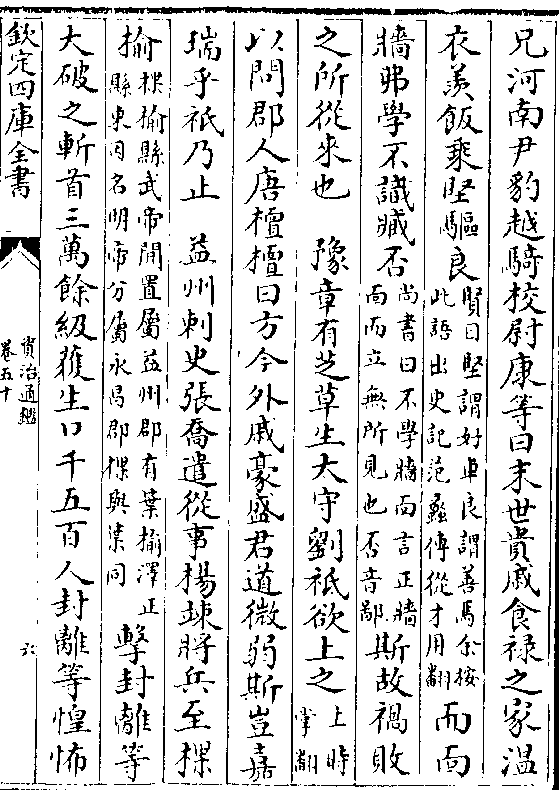 兄河南尹豹越騎校尉康等曰末世貴戚食祿之家溫
衣美飯乘堅驅良
賢曰堅謂好車良謂善馬余按
此語出史記范蠡傳從才用翻
而面
牆弗學不識臧否
尚書曰不學牆面言正牆
面而立無所見也否音鄙
斯故禍敗
之所從來也　豫章有芝草生大守劉祗欲上之
上時
掌翻
以問郡人唐檀檀曰方今外戚豪盛君道微弱斯豈嘉
瑞乎祗乃止　益州刺史張喬遣從事楊竦將兵至楪
揄
楪揄縣武帝開置屬益州郡有葉揄澤正
縣東因名明帝分屬永昌郡楪與葉同
擊封離等
大破之斬首三萬餘級獲生口千五百人封離等惶怖
欽定四庫全書
資治通鑑
卷五十
六